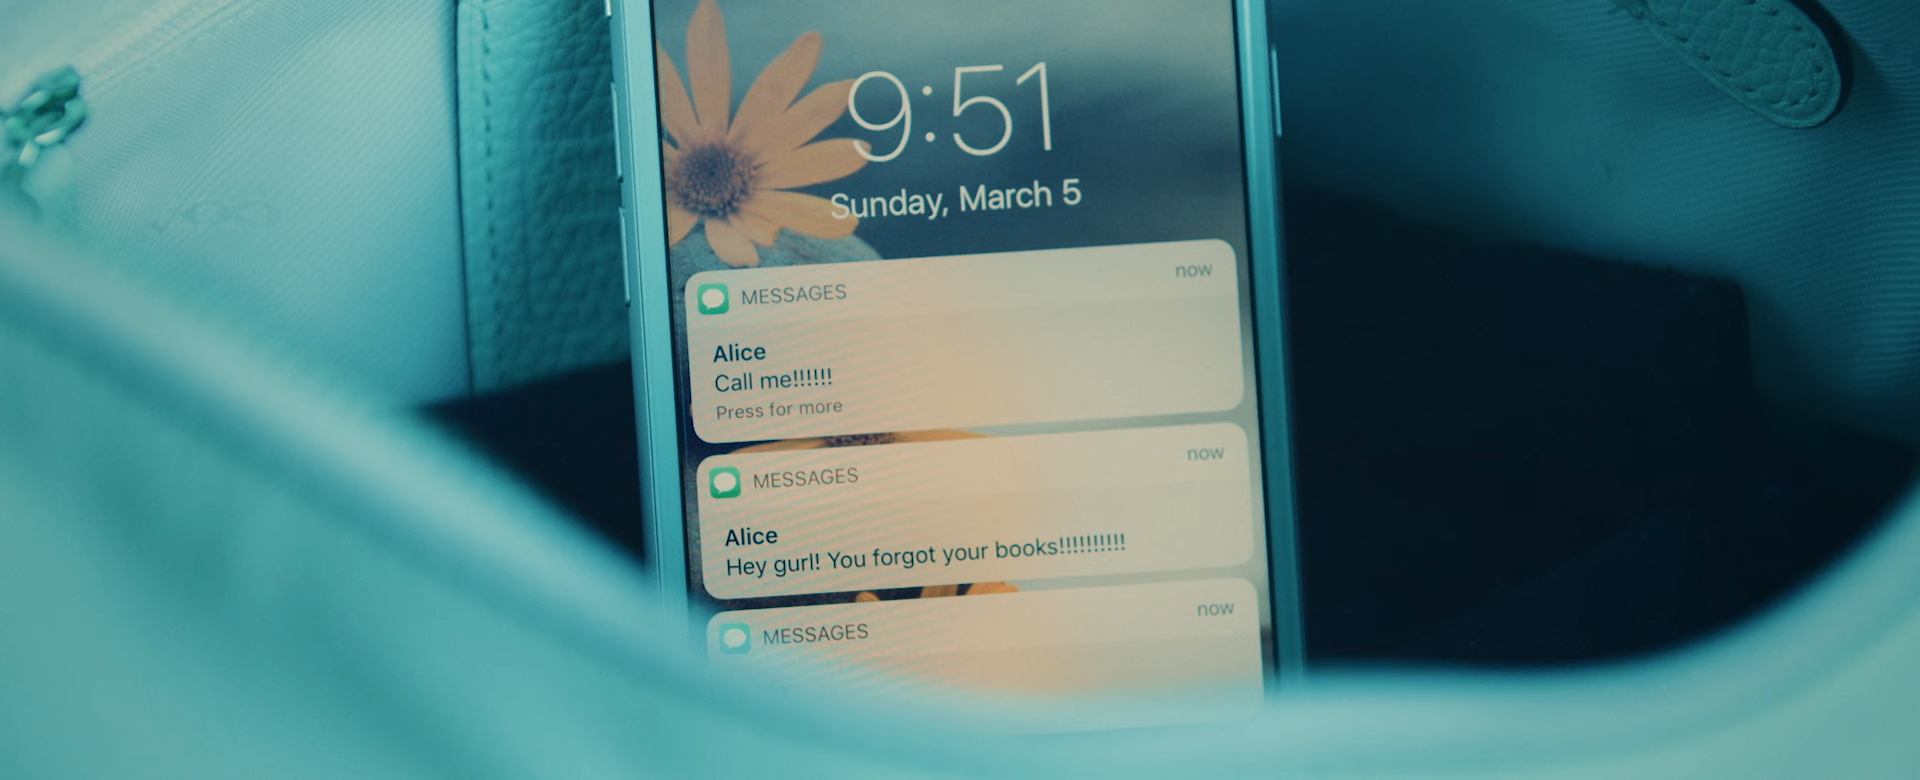 9:51
Sunday, March 5
MESSAGES
now
Alice
Call me!!!!!!
Press for more
MESSAGES
now
Alice
Hey gurl! You forgot your books!!!!!!!!!!
MESSAGES
now